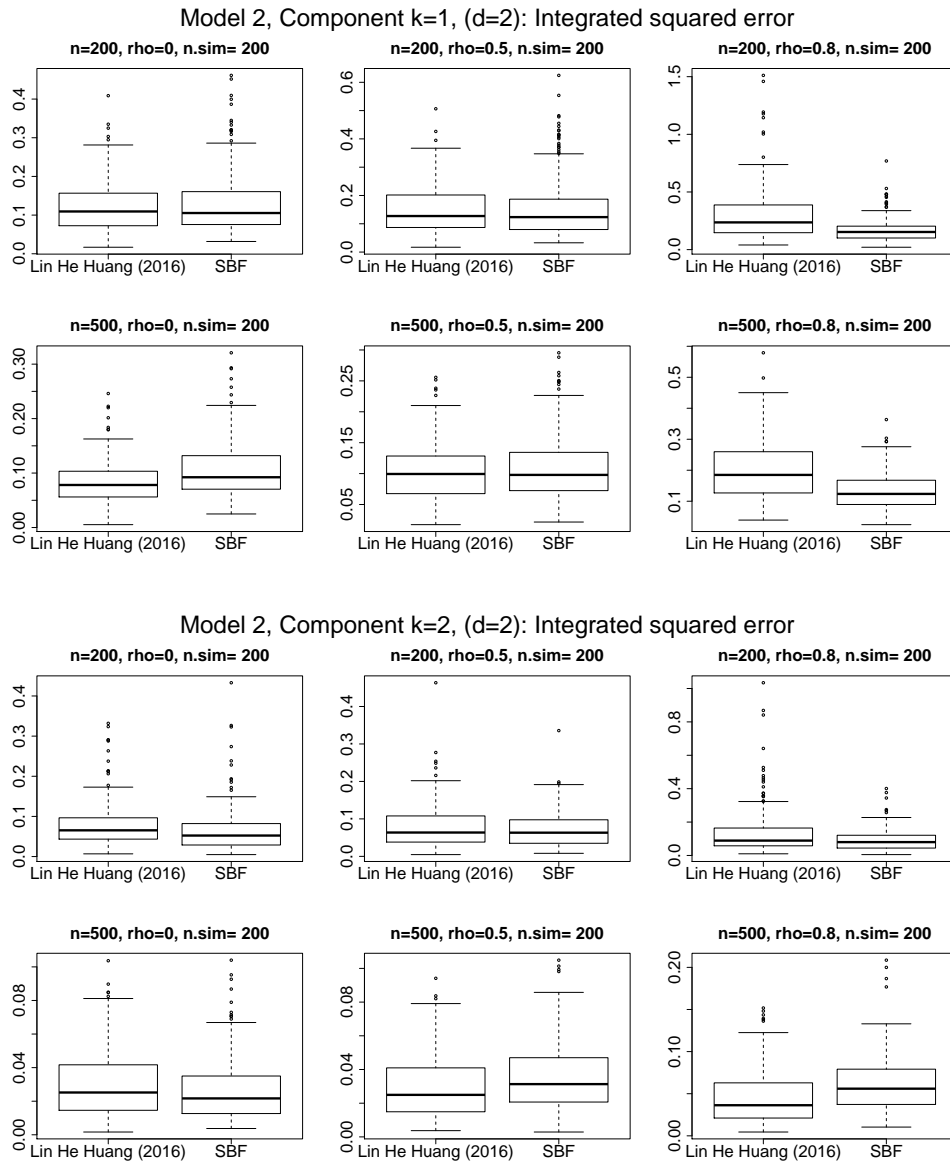 Model 2, Component k=1, (d=2): Integrated squared error
n=200, rho=0, n.sim= 200
0.4
0.3
0.2
0.1
0.0
Lin He Huang (2016) SBF
n=200, rho=0.5, n.sim= 200
0.6
0.4
0.2
0.0
Lin He Huang (2016) SBF
n=200, rho=0.8, n.sim= 200
1.5
1.0
0.5
0.0
Lin He Huang (2016) SBF
n=500, rho=0, n.sim= 200
0.30
0.20
0.10
0.00
Lin He Huang (2016) SBF
n=500, rho=0.5, n.sim= 200
0.25
0.15
0.05
Lin He Huang (2016) SBF
n=500, rho=0.8, n.sim= 200
0.5
0.3
0.1
Lin He Huang (2016) SBF
Model 2, Component k=2, (d=2): Integrated squared error
n=200, rho=0, n.sim= 200
0.4
0.3
0.2
0.1
0.0
Lin He Huang (2016) SBF
n=200, rho=0.5, n.sim= 200
0.4
0.3
0.2
0.1
0.0
Lin He Huang (2016) SBF
n=200, rho=0.8, n.sim= 200
0.8
0.4
0.0
Lin He Huang (2016) SBF
n=500, rho=0, n.sim= 200
0.08
0.04
0.00
Lin He Huang (2016) SBF
n=500, rho=0.5, n.sim= 200
0.08
0.04
0.00
Lin He Huang (2016) SBF
n=500, rho=0.8, n.sim= 200
0.20
0.10
0.00
Lin He Huang (2016) SBF